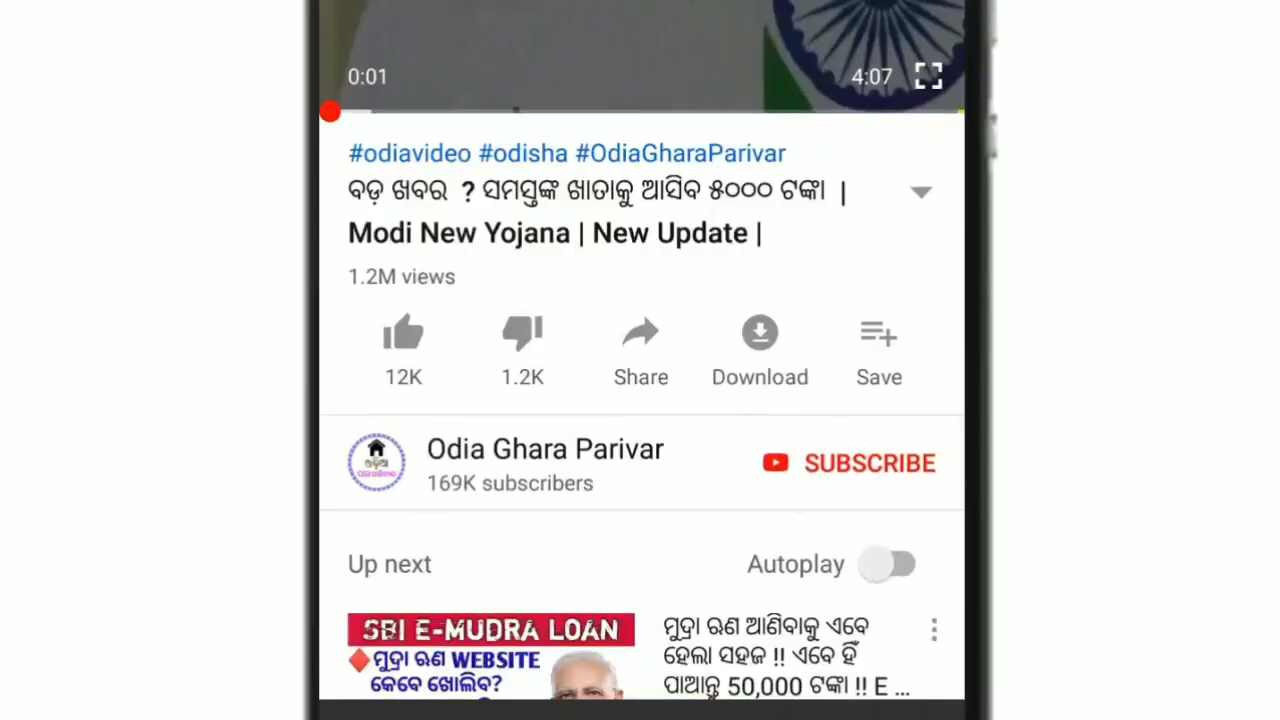 0:01 4:07
#odiavideo #odisha #OdiaGharaParivar
ବଡ଼ ଖବର ? ସମସ୍ତଙ୍କ ଖାତାକୁ ଆସିବ ୫୦୦୦ ଟଙ୍କା |
Modi New Yojana | New Update |
1.2M views
12K 1.2K Share Download Save
ଓଡ଼ିଆ
Odia Ghara Parivar
169K subscribers
SUBSCRIBE
Up next Autoplay
SBI E-MUDRA LOAN
ମୁଦ୍ରା ଋଣ WEBSITE
କେବେ ଖୋଲିବ?
ମୁଦ୍ରା ଋଣ ଆଣିବାକୁ ଏବେ
ହେଲା ସହଜ !! ଏବେ ହିଁ
ପାଆନ୍ତୁ 50,000 ଟଙ୍କା !! E ...